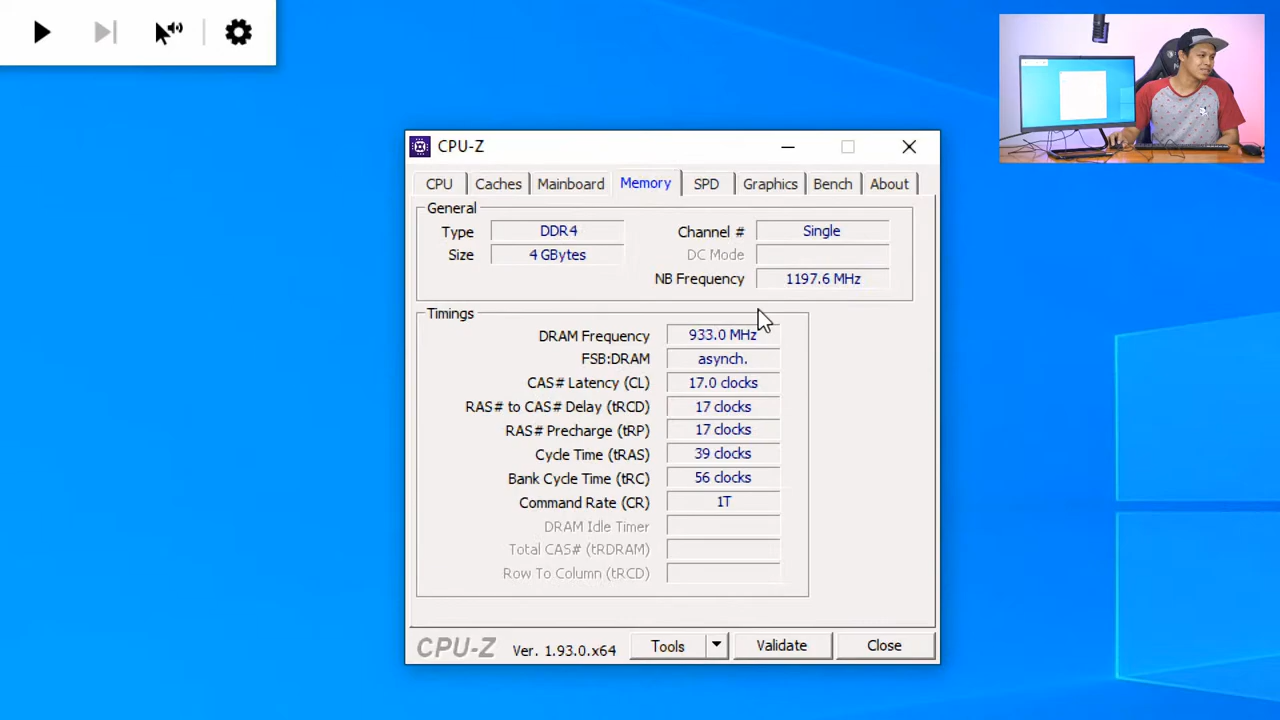 CPU-Z
CPU Caches Mainboard Memory SPD Graphics Bench About
General
Type DDR4 Channel # Single
Size 4 GBytes DC Mode
NB Frequency 1197.6 MHz
Timings
DRAM Frequency 933.0 MHz
FSB:DRAM asynch.
CAS# Latency (CL) 17.0 clocks
RAS# to CAS# Delay (tRCD) 17 clocks
RAS# Precharge (tRP) 17 clocks
Cycle Time (tRAS) 39 clocks
Bank Cycle Time (tRC) 56 clocks
Command Rate (CR) 1T
DRAM Idle Timer
Total CAS# (tRDRAM)
Row To Column (tRCD)
CPU-Z Ver. 1.93.0.x64 Tools Validate Close